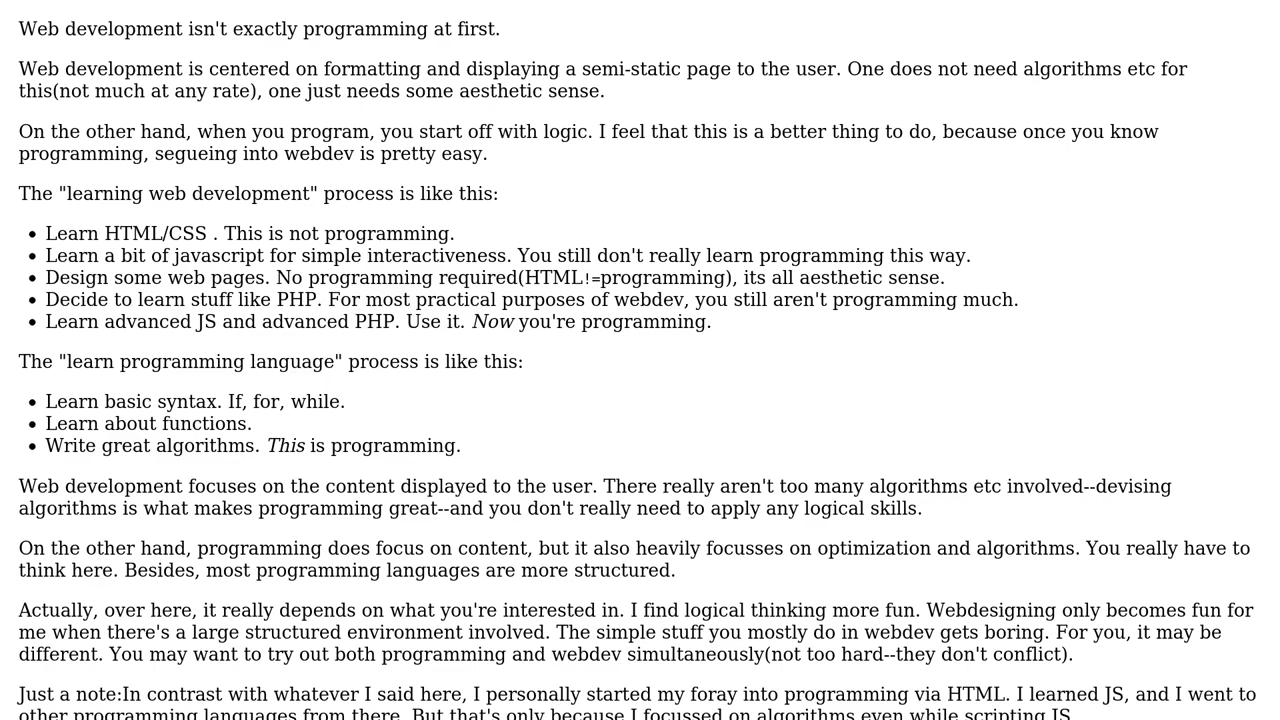 Web development isn't exactly programming at first.
Web development is centered on formatting and displaying a semi-static page to the user. One does not need algorithms etc for
this(not much at any rate), one just needs some aesthetic sense.
On the other hand, when you program, you start off with logic. I feel that this is a better thing to do, because once you know
programming, segueing into webdev is pretty easy.
The "learning web development" process is like this:
• Learn HTML/CSS . This is not programming.
• Learn a bit of javascript for simple interactiveness. You still don't really learn programming this way.
• Design some web pages. No programming required(HTML!=programming), its all aesthetic sense.
• Decide to learn stuff like PHP. For most practical purposes of webdev, you still aren't programming much.
• Learn advanced JS and advanced PHP. Use it. Now you're programming.
The "learn programming language" process is like this:
• Learn basic syntax. If, for, while.
• Learn about functions.
• Write great algorithms. This is programming.
Web development focuses on the content displayed to the user. There really aren't too many algorithms etc involved--devising
algorithms is what makes programming great--and you don't really need to apply any logical skills.
On the other hand, programming does focus on content, but it also heavily focusses on optimization and algorithms. You really have to
think here. Besides, most programming languages are more structured.
Actually, over here, it really depends on what you're interested in. I find logical thinking more fun. Webdesigning only becomes fun for
me when there's a large structured environment involved. The simple stuff you mostly do in webdev gets boring. For you, it may be
different. You may want to try out both programming and webdev simultaneously(not too hard--they don't conflict).
Just a note:In contrast with whatever I said here, I personally started my foray into programming via HTML. I learned JS, and I went to
other programming languages from there. But that's only because I focussed on algorithms even while scripting JS.